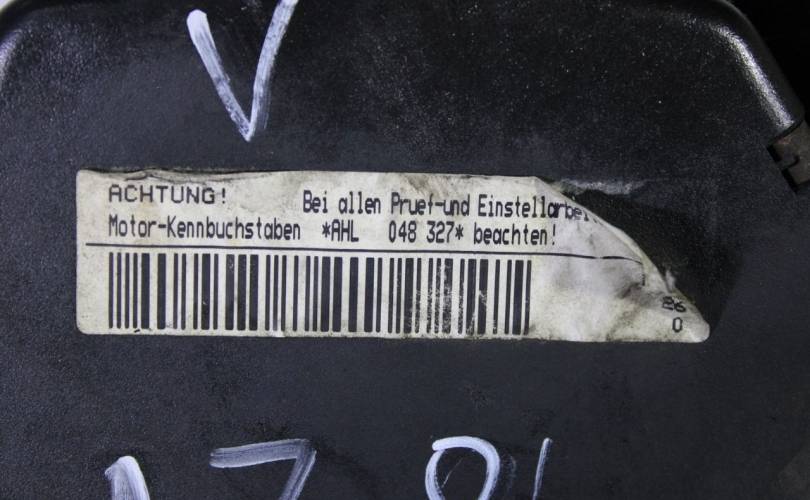 V
ACHTUNG! Bei allen Pruef-und Einstellarbe
Motor-Kennbuchstaben *AHL 048 327* beachten!
86
0